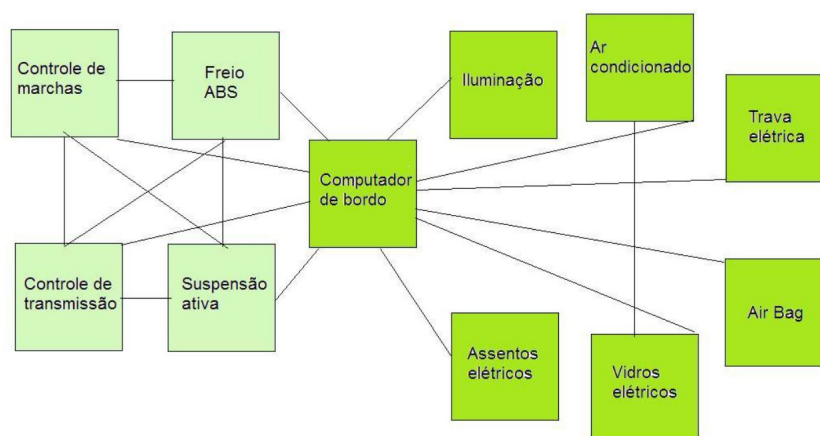 Controle de
marchas
Freio
ABS
Iluminação
Ar
condicionado
Trava
elétrica
Computador
de bordo
Controle de
transmissão
Suspensão
ativa
Assentos
elétricos
Vidros
elétricos
Air Bag